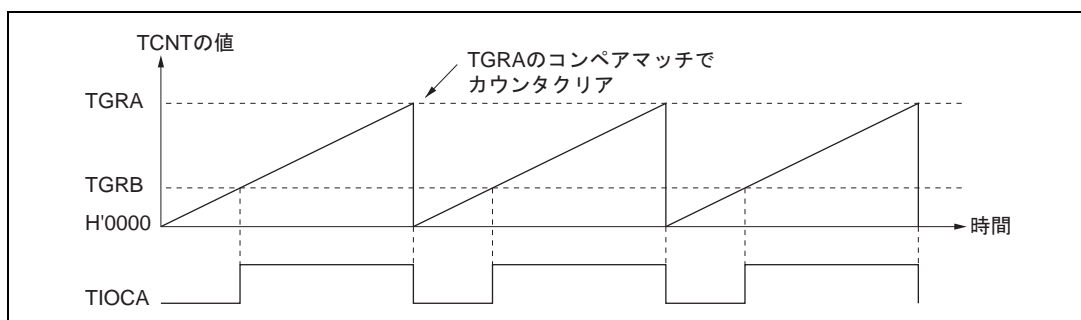 TCNTの値
TGRAのコンペアマッチで
カウンタクリア
TGRA
TGRB
H'0000
時間
TIOCA